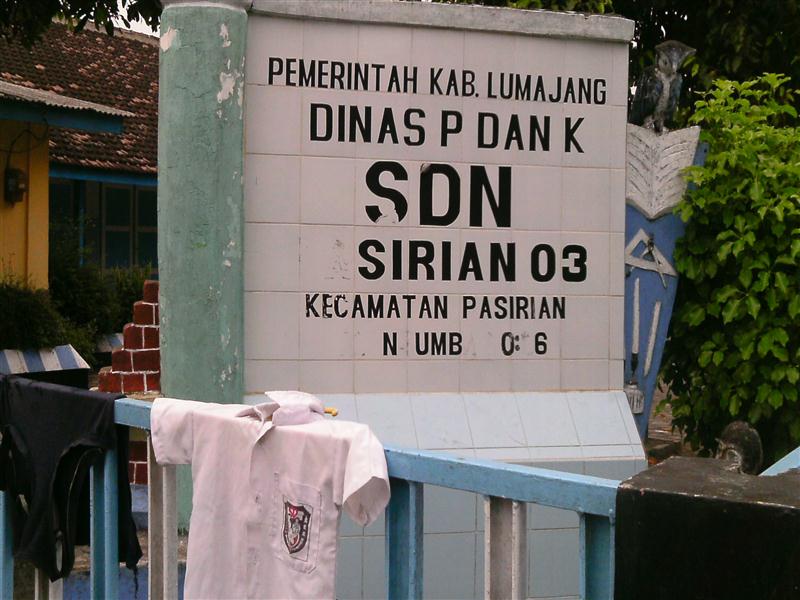 PEMERINTAH KAB. LUMAJANG
DINAS P DAN K
SDN
SIRIAN 03
KECAMATAN PASIRIAN
N UMB 0: 6